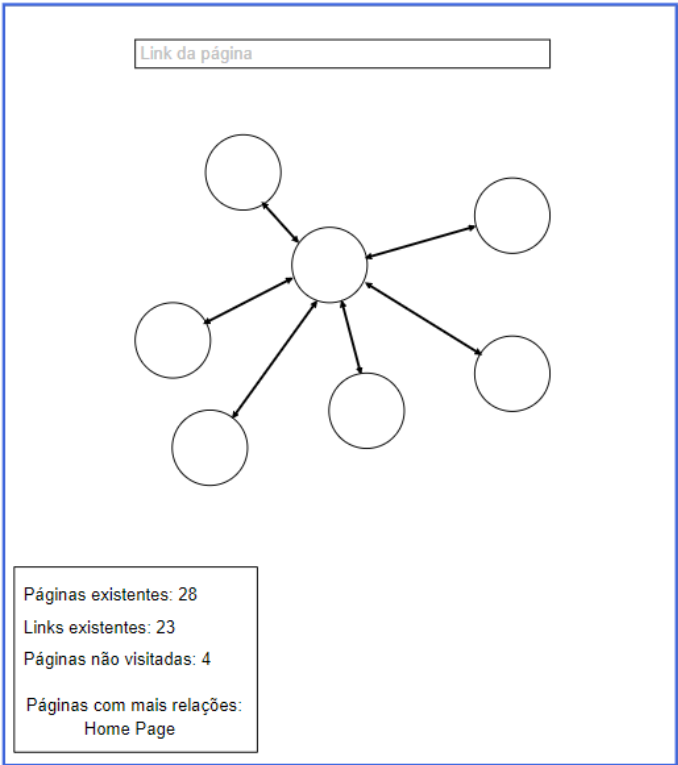 Link da página
Páginas existentes: 28
Links existentes: 23
Páginas não visitadas: 4
Páginas com mais relações:
Home Page